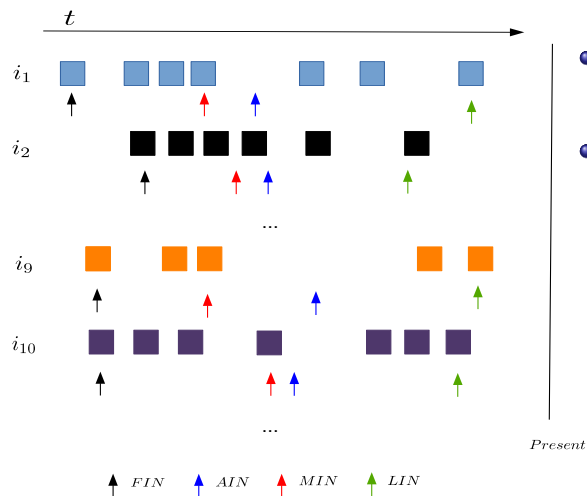 t
i1
i2
...
i9
i10
...
Present
FIN AIN MIN LIN